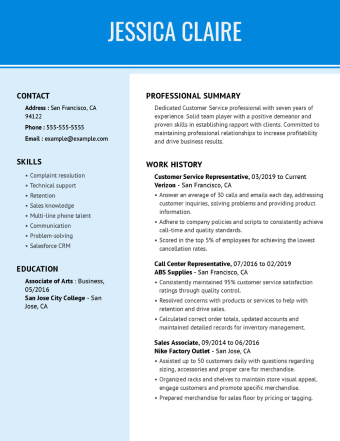 JESSICA CLAIRE
CONTACT
Address : San Francisco, CA
94122
Phone : 555-555-5555
Email : example@example.com
SKILLS
• Complaint resolution
• Technical support
• Retention
• Sales knowledge
• Multi-line phone talent
• Communication
• Problem-solving
• Salesforce CRM
EDUCATION
Associate of Arts : Business,
05/2016
San Jose City College - San
Jose, CA
PROFESSIONAL SUMMARY
Dedicated Customer Service professional with seven years of
experience. Solid team player with a positive demeanor and
proven skills in establishing rapport with clients. Committed to
maintaining professional relationships to increase profitability
and drive business results.
WORK HISTORY
Customer Service Representative, 03/2019 to Current
Verizon - San Francisco, CA
• Answer an average of 30 calls and emails each day, addressing
customer inquiries, solving problems and providing product
information.
• Adhere to company policies and scripts to consistently achieve
call-time and quality standards.
• Scored in the top 5% of employees for achieving the lowest
cancellation rates.
Call Center Representative, 07/2016 to 02/2019
ABS Supplies - San Francisco, CA
• Consistently maintained 95% customer service satisfaction
ratings through quality control.
• Resolved concerns with products or services to help with
retention and drive sales.
• Calculated correct order totals, updated accounts and
maintained detailed records for inventory management.
Sales Associate, 09/2014 to 06/2016
Nike Factory Outlet - San Jose, CA
• Assisted up to 50 customers daily with questions regarding
sizing, accessories and proper care for merchandise.
• Organized racks and shelves to maintain store visual appeal,
engage customers and promote specific merchandise.
• Prepared merchandise for sales floor by pricing or tagging.